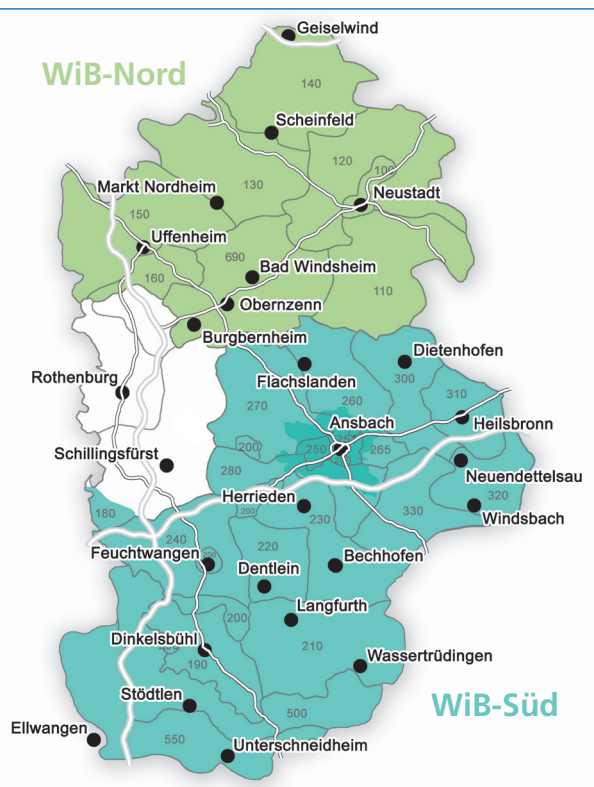 Geiselwind
WiB-Nord
140
Scheinfeld
120
100
130
Markt Nordheim
Neustadt
150
Uffenheim
690
Bad Windsheim
160
110
Obernzenn
Burgbernheim
Dietenhofen
Flachslanden
300
Rothenburg
310
270
260
Ansbach
Heilsbronn
200
250
265
Schillingsfürst
280
Neuendettelsau
Herrieden
320
180
200
230
330
Windsbach
240
220
Feuchtwangen
200
Bechhofen
Dentlein
Langfurth
200
Dinkelsbühl
210
190
Wassertrüdingen
Stödtlen
WiB-Süd
500
Ellwangen
550
Unterschneidheim